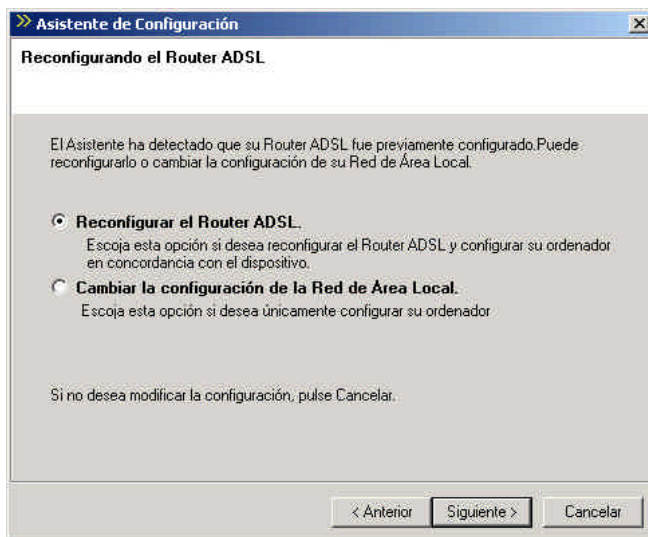 Asistente de Configuración
Reconfigurando el Router ADSL
El Asistente ha detectado que su Router ADSL fue previamente configurado.Puede
reconfigurarlo o cambiar la configuración de su Red de Área Local.
Reconfigurar el Router ADSL.
Escoja esta opción si desea reconfigurar el Router ADSL y configurar su ordenador
en concordancia con el dispositivo.
Cambiar la configuración de la Red de Área Local.
Escoja esta opción si desea únicamente configurar su ordenador
Si no desea modificar la configuración, pulse Cancelar.
< Anterior Siguiente > Cancelar